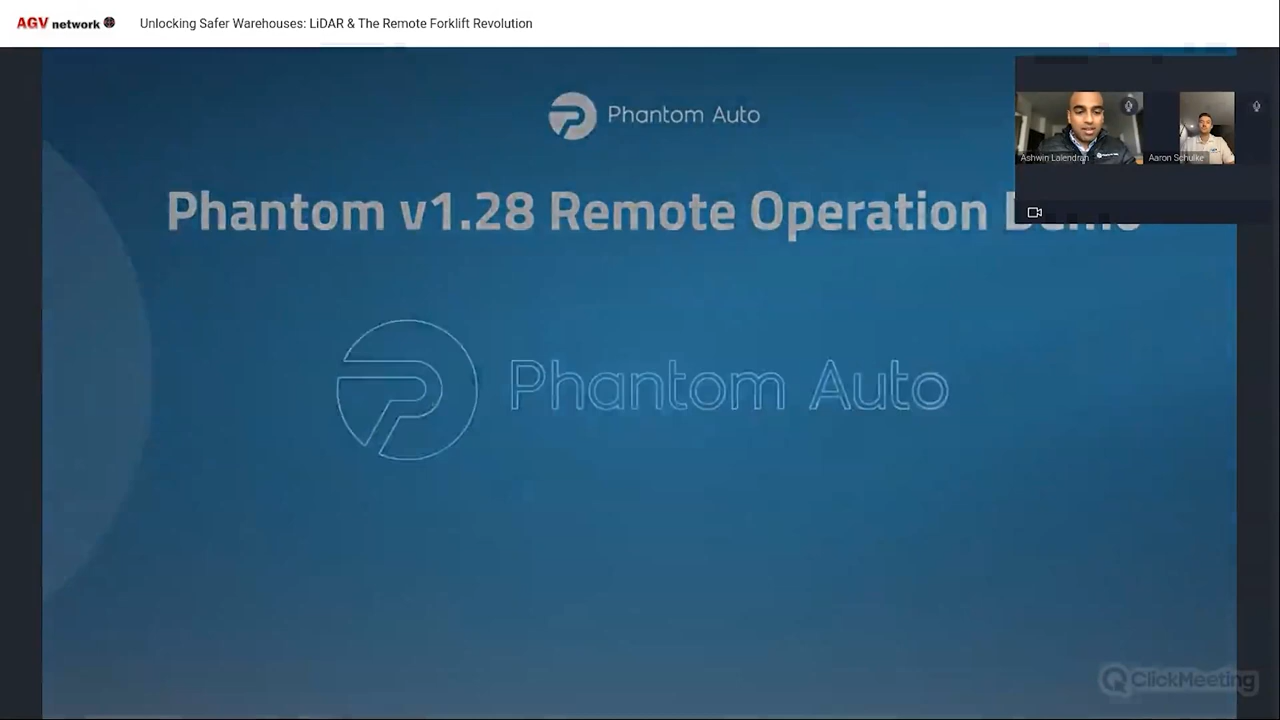 AGV network
Unlocking Safer Warehouses: LiDAR & The Remote Forklift Revolution
Phantom Auto
Ashwin Lalendran
Aaron Schulke
Phantom v1.28 Remote Operation Demo
Phantom Auto
ClickMeeting